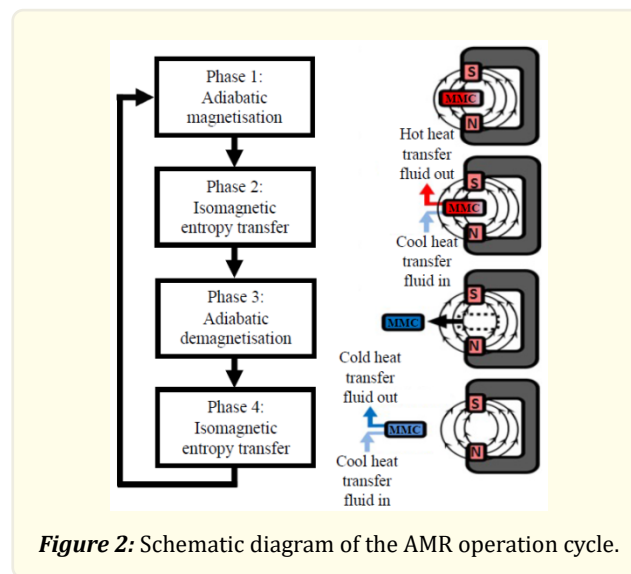 Phase 1:
Adiabatic
magnetisation
S
MMC
N
Hot heat
transfer
fluid out
Phase 2:
Isomagnetic
entropy transfer
S
MMC
N
Cool heat
transfer
fluid in
Phase 3:
Adiabatic
demagnetisation
S
MMC
N
Cold heat
transfer
fluid out
Phase 4:
Isomagnetic
entropy transfer
S
MMC
N
Cool heat
transfer
fluid in
Figure 2: Schematic diagram of the AMR operation cycle.